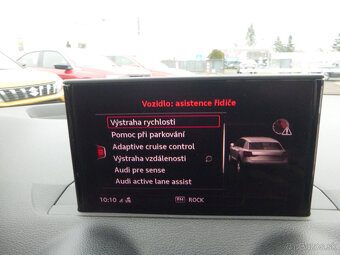 Vozidlo: asistence řidiče
Výstraha rychlosti
Pomoc při parkování
Adaptive cruise control
Výstraha vzdálenosti
Audi pre sense
Audi active lane assist
10:10
ROCK